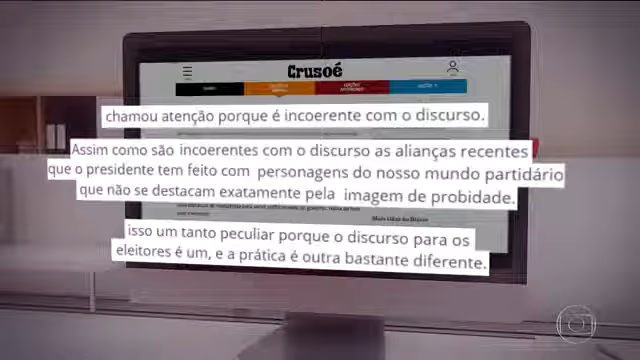 Crusoé
chamou atenção porque é incoerente com o discurso.
Assim como são incoerentes com o discurso as alianças recentes
que o presidente tem feito com personagens do nosso mundo partidário
que não se destacam exatamente pela imagem de probidade.
isso um tanto peculiar porque o discurso para os
eleitores é um, e a prática é outra bastante diferente.